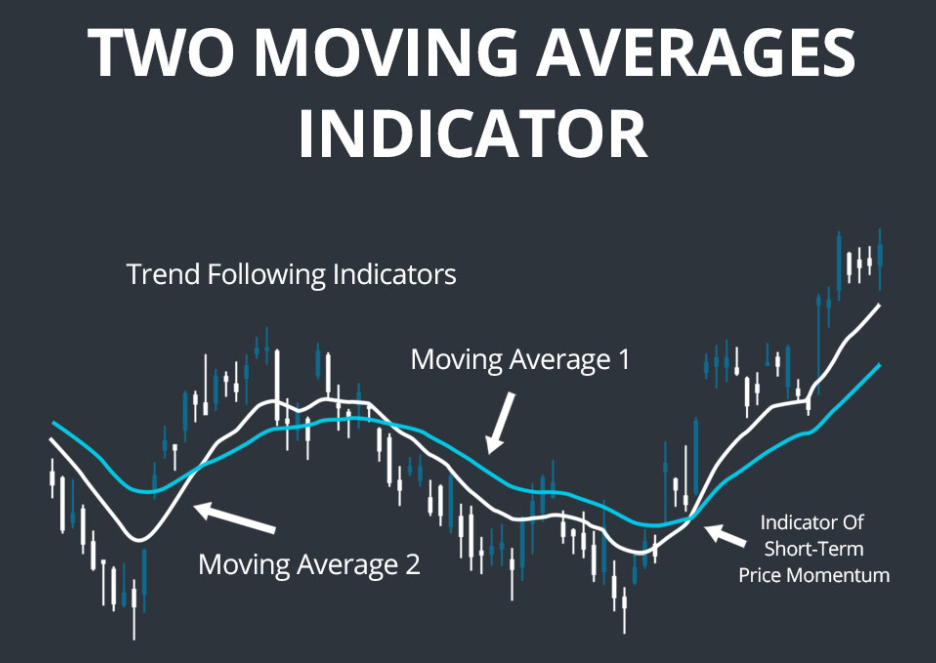 TWO MOVING AVERAGES
INDICATOR
Trend Following Indicators
Moving Average 1
Moving Average 2
Indicator Of
Short-Term
Price Momentum